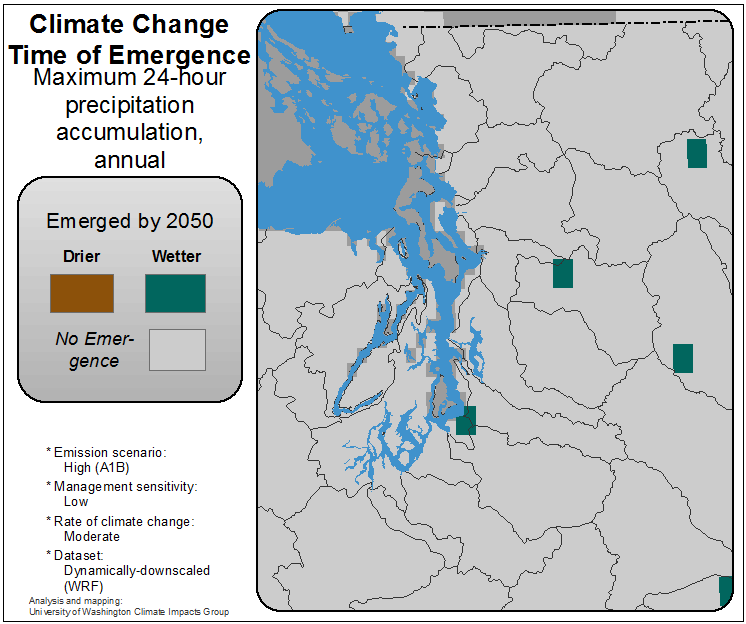 Climate Change
Time of Emergence
Maximum 24-hour
precipitation
accumulation,
annual
Emerged by 2050
Drier Wetter
No Emer-
gence
* Emission scenario:
High (A1B)
* Management sensitivity:
Low
* Rate of climate change:
Moderate
* Dataset:
Dynamically-downscaled
(WRF)
Analysis and mapping:
University of Washington Climate Impacts Group